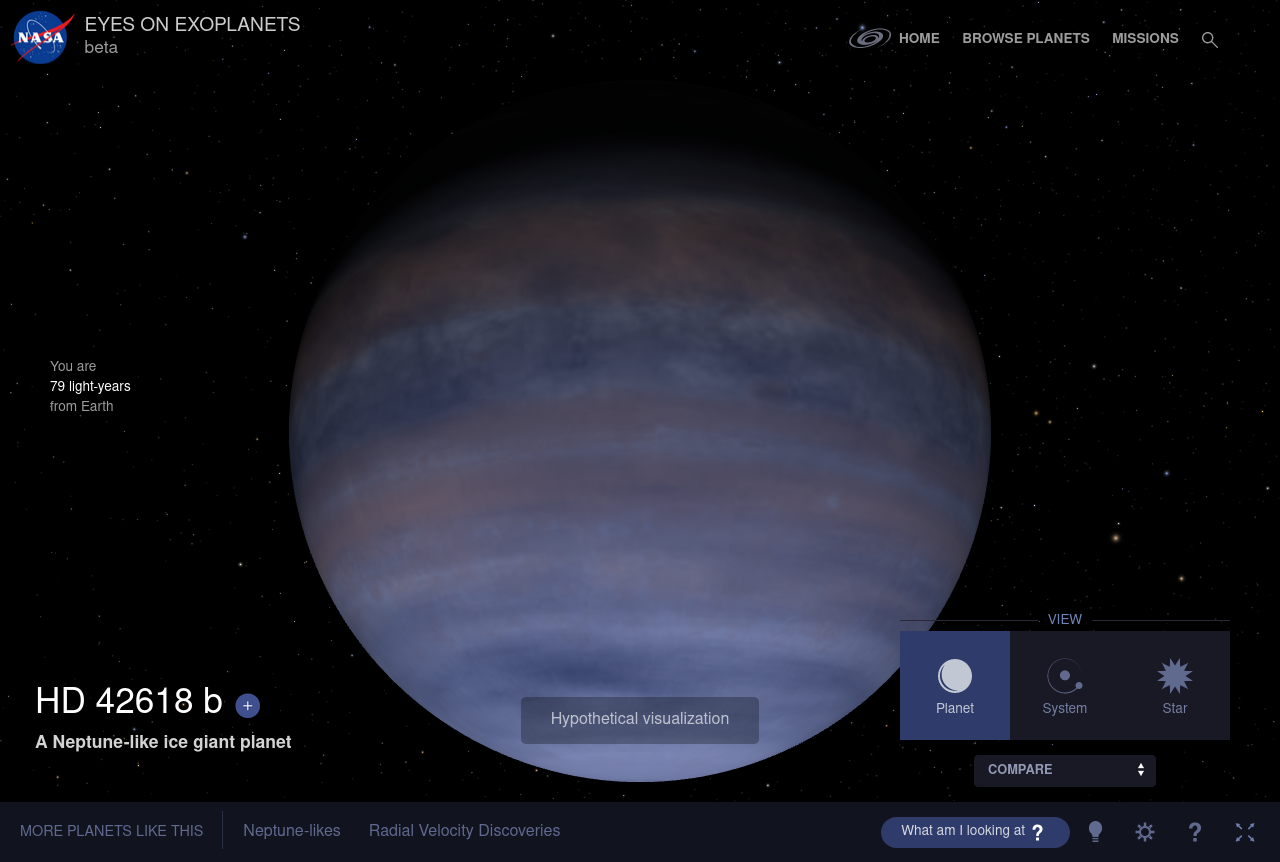 NASA
EYES ON EXOPLANETS
beta
HOME
BROWSE PLANETS
MISSIONS
You are
79 light-years
from Earth
VIEW
Planet
System
Star
HD 42618 b +
A Neptune-like ice giant planet
Hypothetical visualization
COMPARE
MORE PLANETS LIKE THIS
Neptune-likes
Radial Velocity Discoveries
What am I looking at ?
?